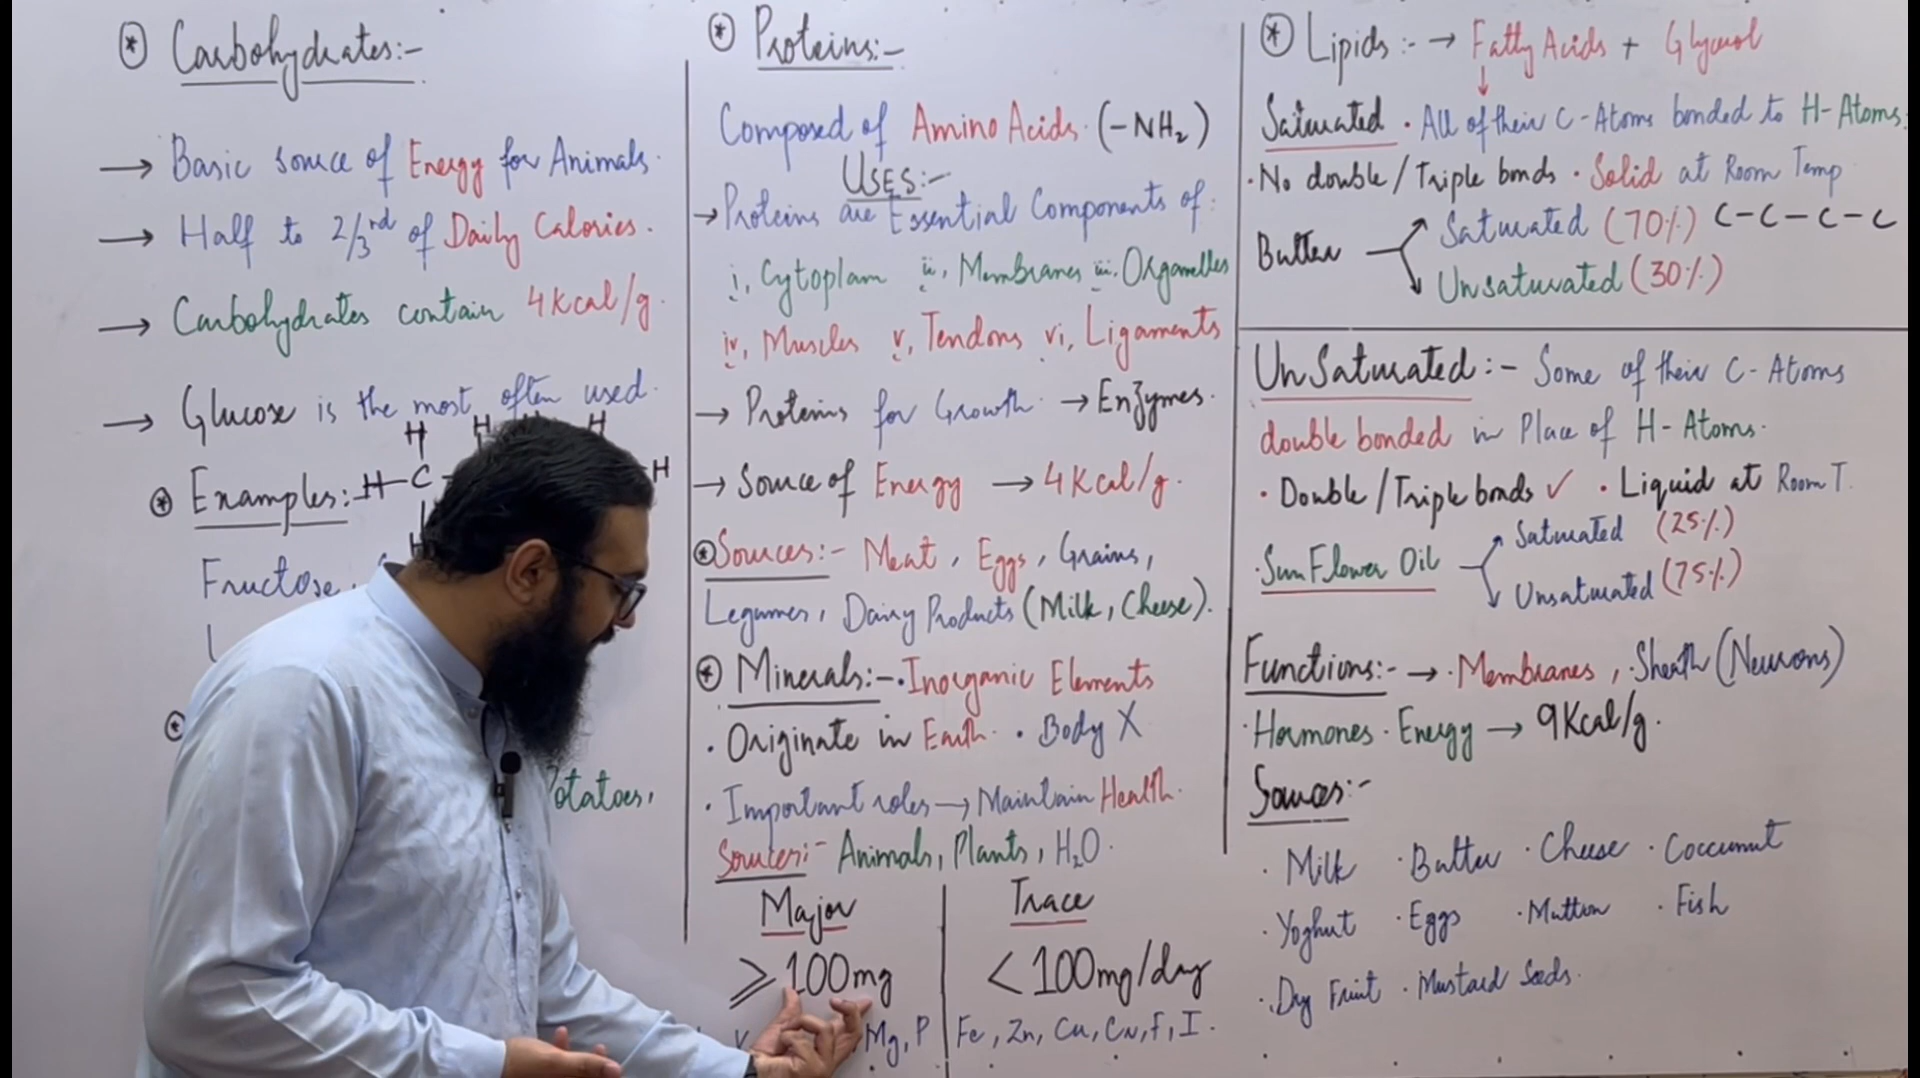 ⊛ Carbohydrates:-
→ Basic source of Energy for Animals.
→ Half to 2/3rd of Daily Calories.
→ Carbohydrates contain 4Kcal/g.
→ Glucose is the most often used.
H H H
⊛ Examples:- H-C H
H
Fructose,
L
⊛
Potatoes,
⊛ Proteins:-
Composed of Amino Acids. (-NH2)
USES:-
→ Proteins are Essential Components of:
i, Cytoplam ii, Membranes iii, Organelles
iv, Muscles v, Tendons vi, Ligaments
→ Proteins for Growth. → Enzymes.
→ Source of Energy → 4Kcal/g.
⊛ Sources:- Meat, Eggs, Grains,
Legumes, Dairy Products (Milk, Cheese).
⊛ Minerals:- · Inorganic Elements
· Originate in Earth. · Body X
· Important roles → Maintain Health.
Sources:- Animals, Plants, H2O.
Major
≥ 100mg
Mg, P
Trace
< 100mg/day
Fe, Zn, Cu, F, I.
⊛ Lipids:- → Fatty Acids + Glycerol
↓
Saturated · All of their C-Atoms bonded to H-Atoms.
· No double/Triple bonds · Solid at Room Temp
Butter Saturated (70%) C-C-C-C
Unsaturated (30%)
UnSaturated:- Some of their C-Atoms
double bonded in Place of H-Atoms.
· Double/Triple bonds ✓ · Liquid at Room T.
· SunFlower Oil Saturated (25%)
Unsaturated (75%)
Functions:- → · Membranes, · Sheath (Neurons)
· Hormones · Energy → 9Kcal/g.
Sources:-
· Milk · Butter · Cheese · Coccunut
· Yoghut · Eggs · Mutton · Fish
· Dry Fruit · Mustard Seeds.